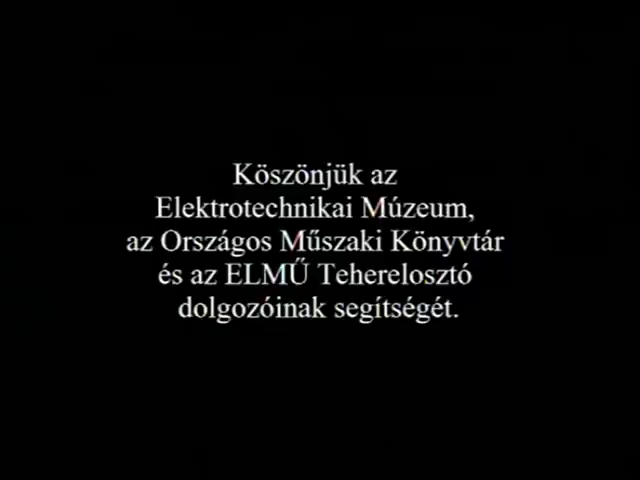 Köszönjük az
Elektrotechnikai Múzeum,
az Országos Műszaki Könyvtár
és az ELMŰ Teherelosztó
dolgozóinak segítségét.